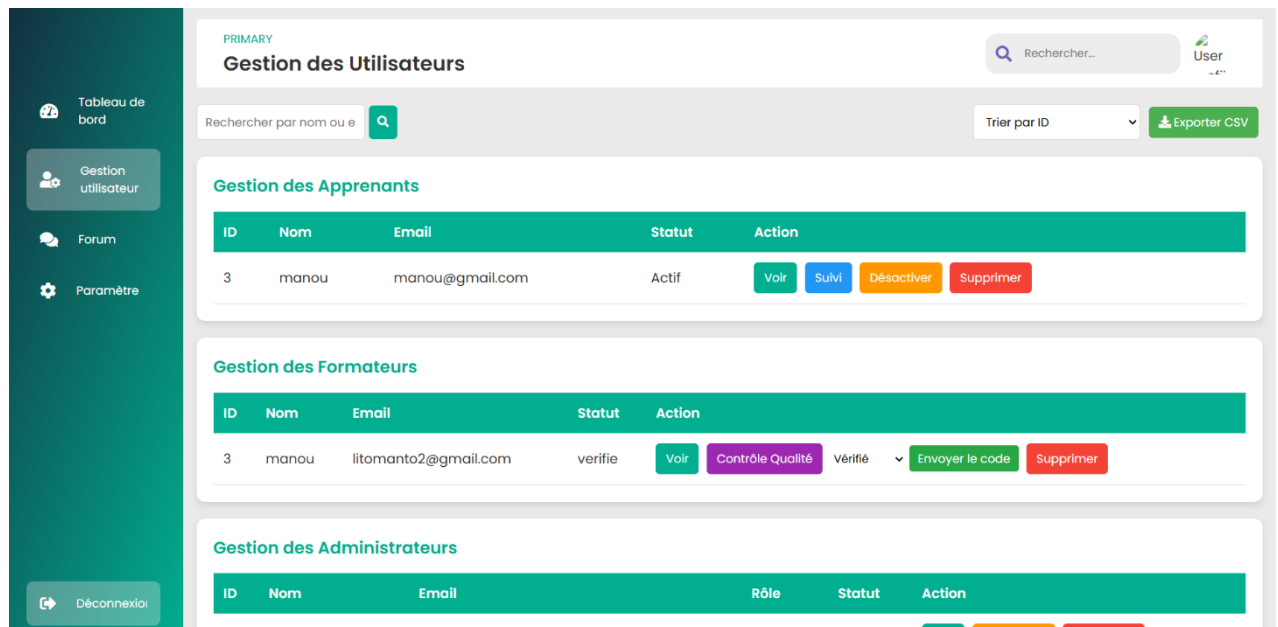 PRIMARY
Gestion des Utilisateurs
Rechercher...
User
Tableau de
bord
Gestion
utilisateur
Forum
Paramètre
Déconnexion
Rechercher par nom ou e
Trier par ID
Exporter CSV
Gestion des Apprenants
ID Nom Email Statut Action
3 manou manou@gmail.com Actif Voir Suivi Désactiver Supprimer
Gestion des Formateurs
ID Nom Email Statut Action
3 manou litomanto2@gmail.com verifie Voir Contrôle Qualité Vérifié Envoyer le code Supprimer
Gestion des Administrateurs
ID Nom Email Rôle Statut Action